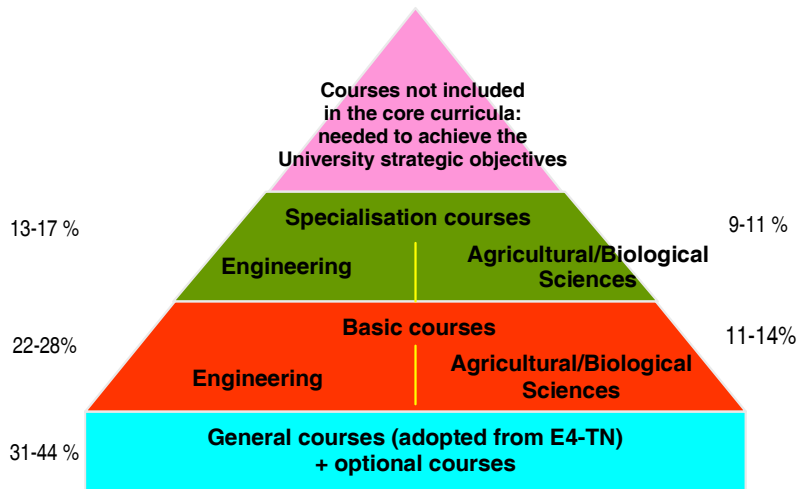 Courses not included
in the core curricula:
needed to achieve the
University strategic objectives
13-17 %
Specialisation courses
9-11 %
Engineering
Agricultural/Biological
Sciences
22-28%
Basic courses
11-14%
Engineering
Agricultural/Biological
Sciences
31-44 %
General courses (adopted from E4-TN)
+ optional courses